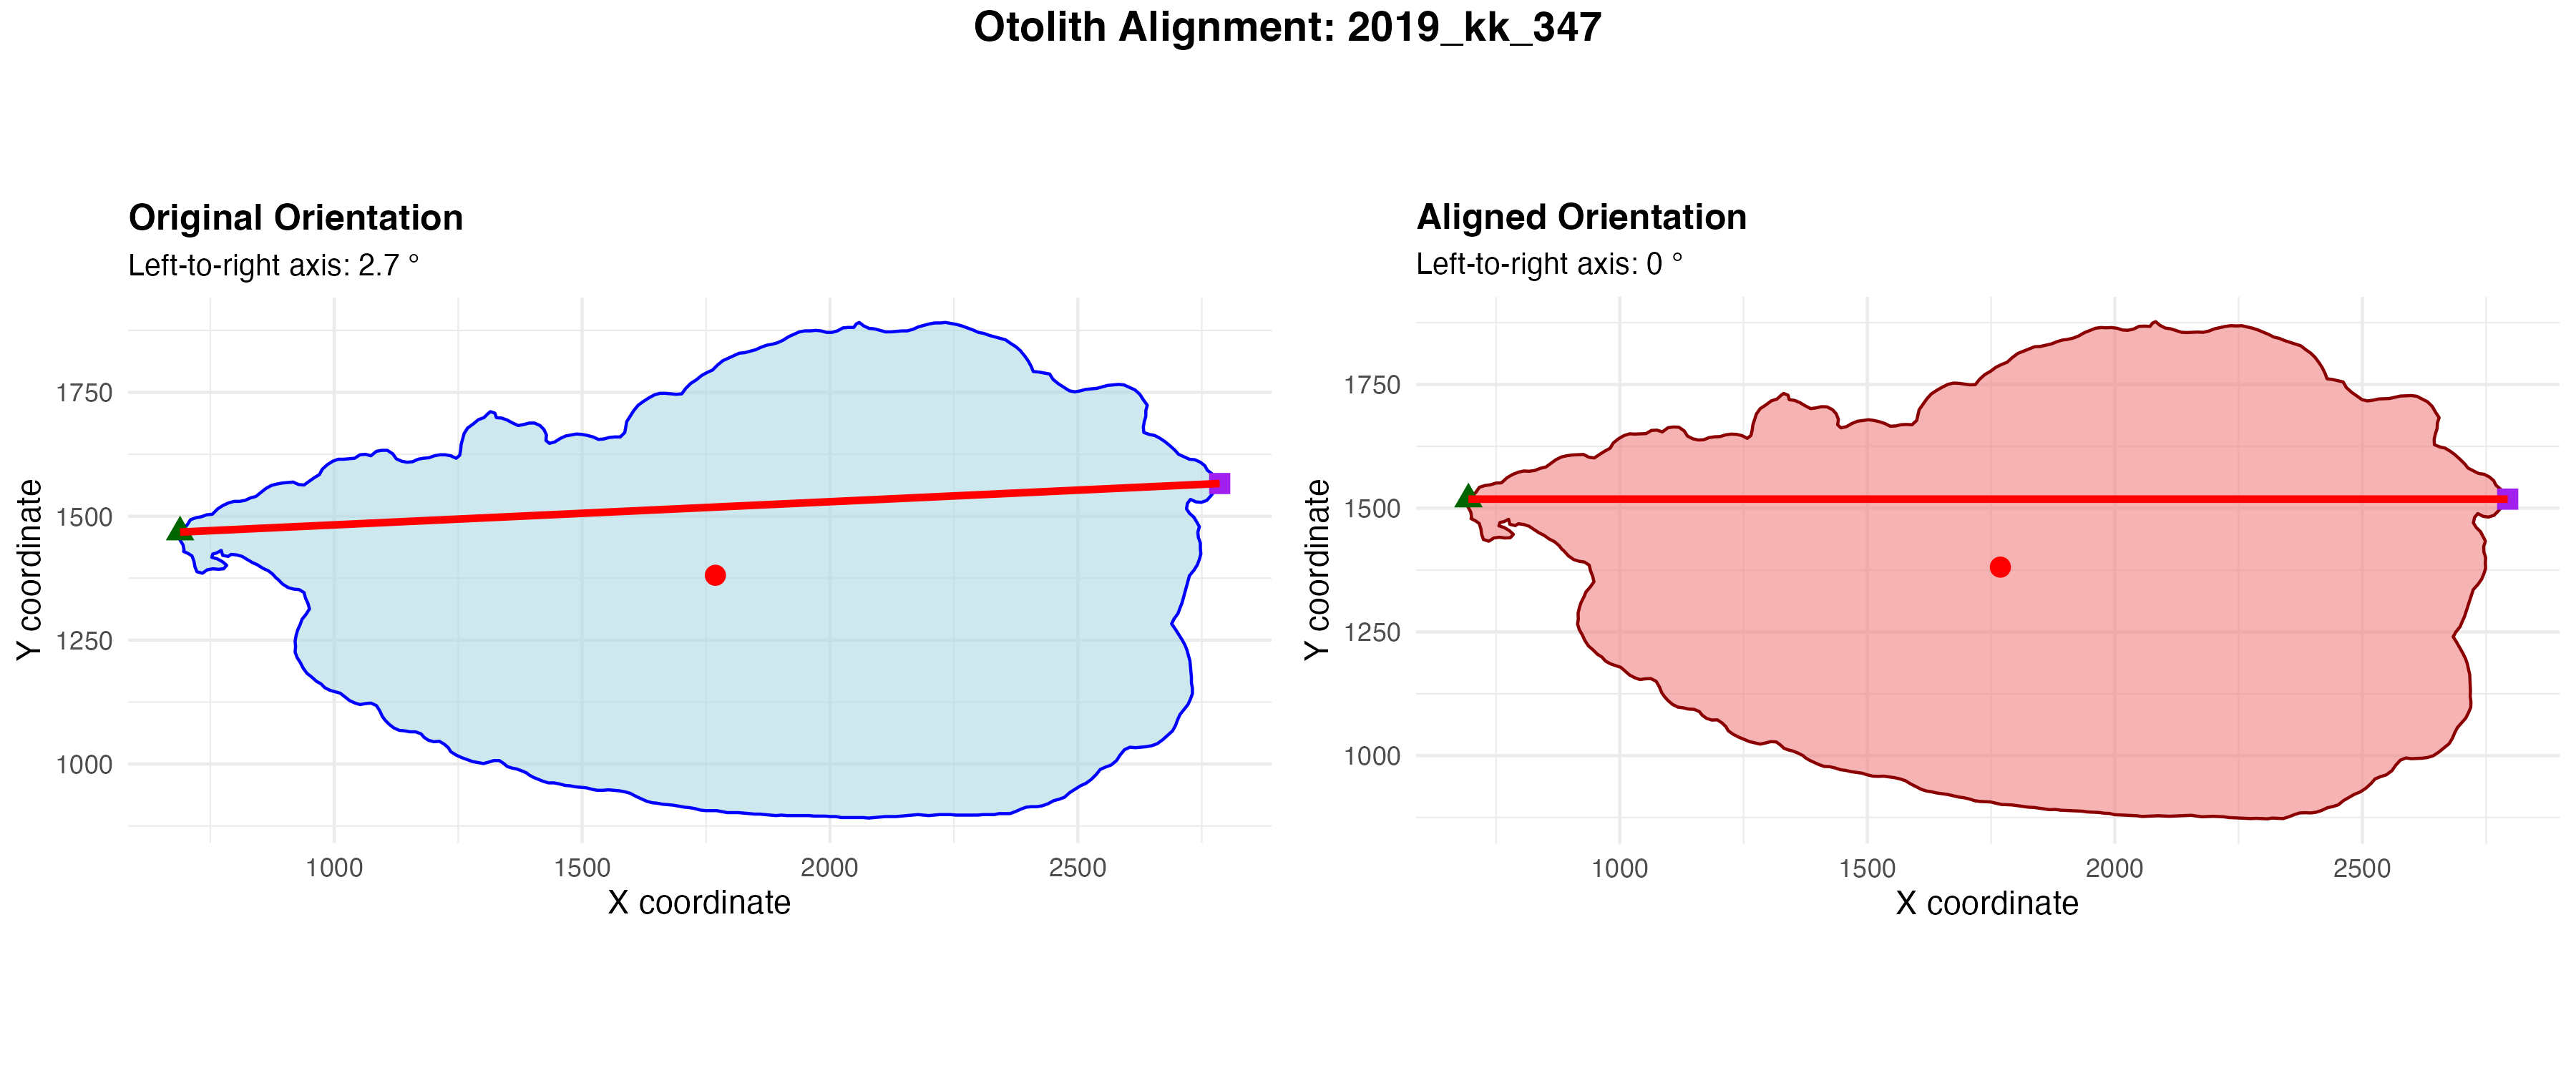 Otolith Alignment: 2019_kk_347
Original Orientation
Left-to-right axis: 2.7 °
Y coordinate
1750
1500
1250
1000
1000 1500 2000 2500
X coordinate
Aligned Orientation
Left-to-right axis: 0 °
Y coordinate
1750
1500
1250
1000
1000 1500 2000 2500
X coordinate